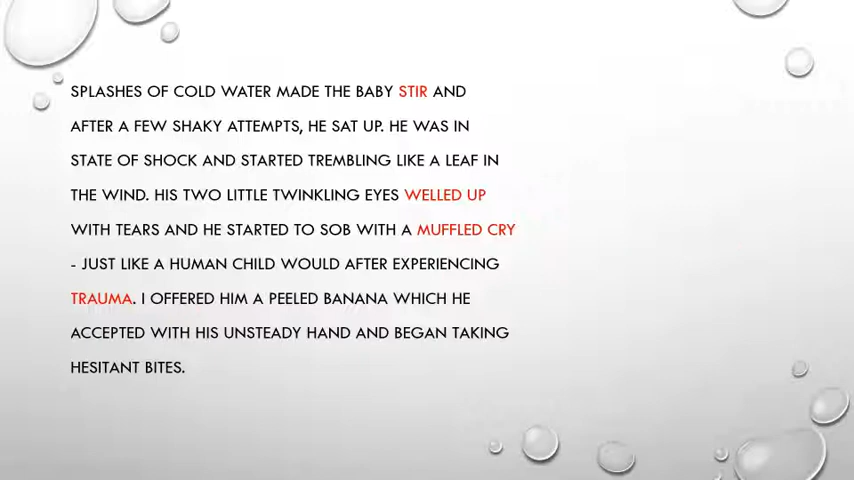 SPLASHES OF COLD WATER MADE THE BABY STIR AND
AFTER A FEW SHAKY ATTEMPTS, HE SAT UP. HE WAS IN
STATE OF SHOCK AND STARTED TREMBLING LIKE A LEAF IN
THE WIND. HIS TWO LITTLE TWINKLING EYES WELLED UP
WITH TEARS AND HE STARTED TO SOB WITH A MUFFLED CRY
- JUST LIKE A HUMAN CHILD WOULD AFTER EXPERIENCING
TRAUMA. I OFFERED HIM A PEELED BANANA WHICH HE
ACCEPTED WITH HIS UNSTEADY HAND AND BEGAN TAKING
HESITANT BITES.